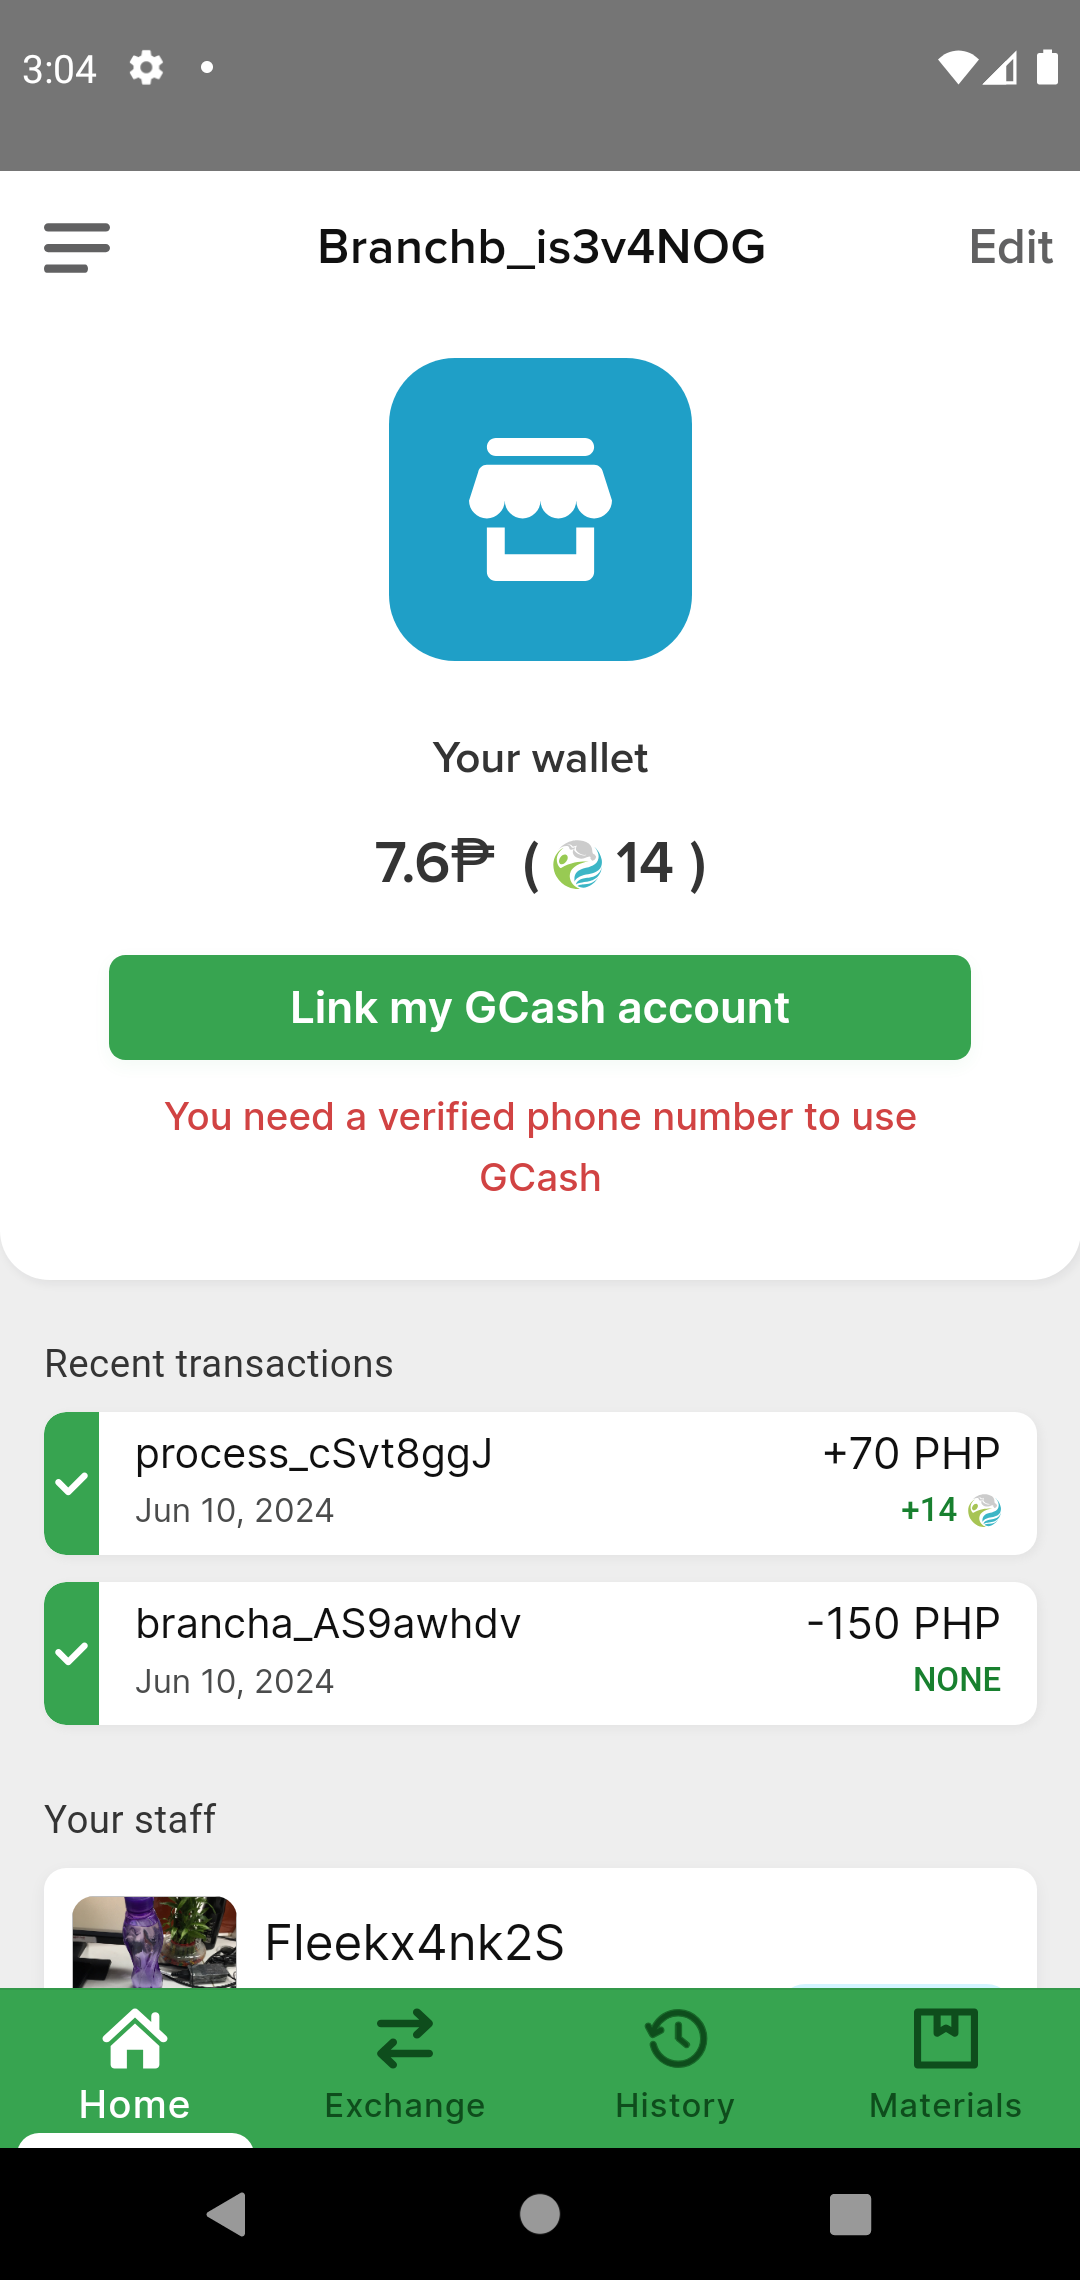 3:04
Branchb_is3v4NOG
Edit
Your wallet
7.6₱ ( 14 )
Link my GCash account
You need a verified phone number to use
GCash
Recent transactions
process_cSvt8ggJ
+70 PHP
Jun 10, 2024
+14
brancha_AS9awhdv
-150 PHP
Jun 10, 2024
NONE
Your staff
Fleekx4nk2S
Home
Exchange
History
Materials